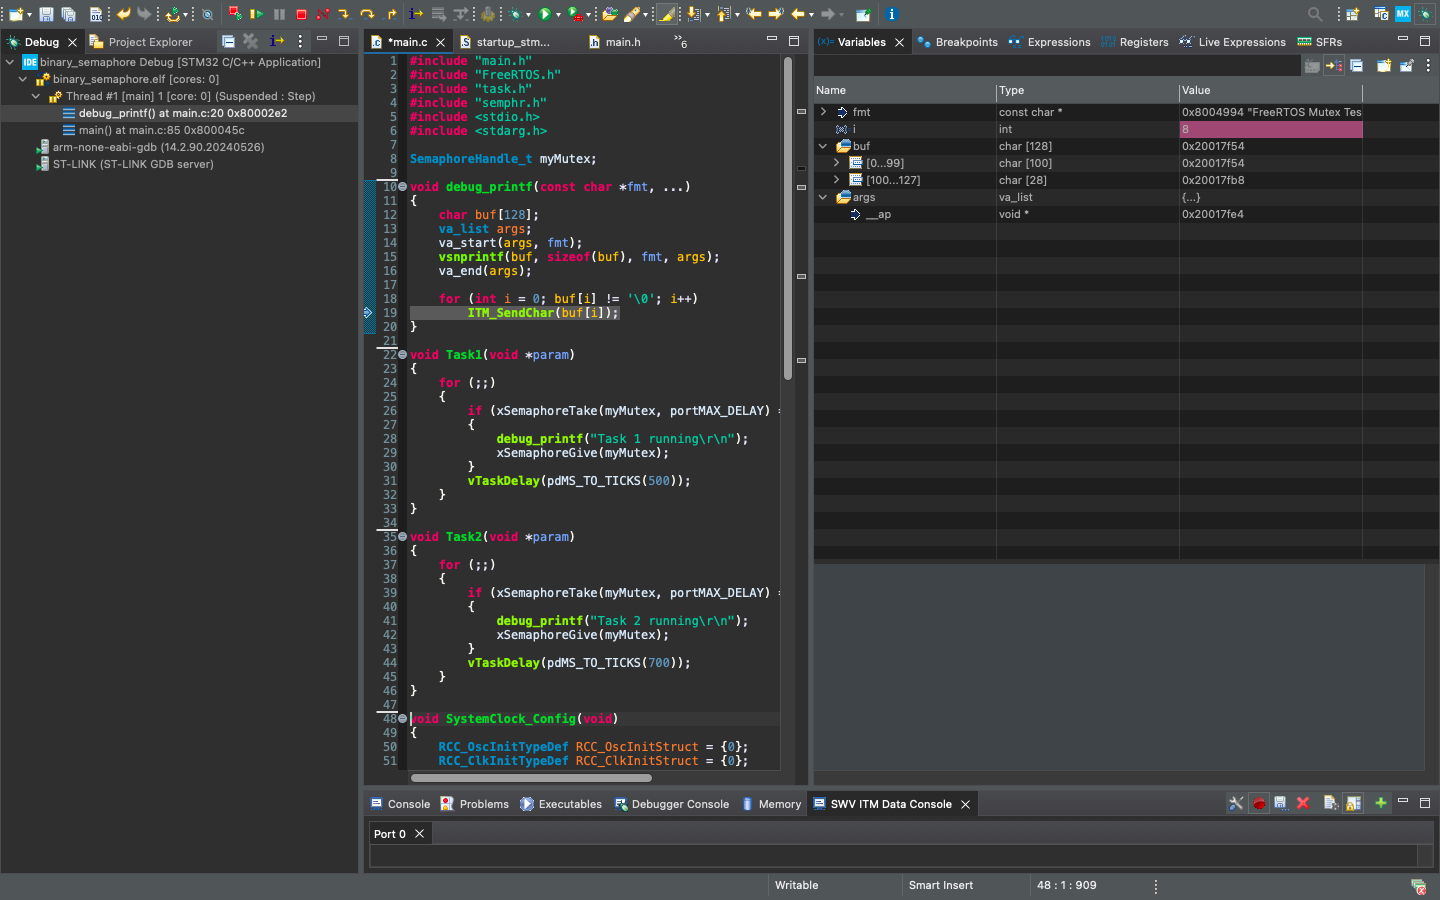 Debug
Project Explorer
IDE binary_semaphore Debug [STM32 C/C++ Application]
binary_semaphore.elf [cores: 0]
Thread #1 [main] 1 [core: 0] (Suspended : Step)
debug_printf() at main.c:20 0x80002e2
main() at main.c:85 0x800045c
arm-none-eabi-gdb (14.2.90.20240526)
ST-LINK (ST-LINK GDB server)
*main.c
startup_stm...
main.h
»6
1 #include "main.h"
2 #include "FreeRTOS.h"
3 #include "task.h"
4 #include "semphr.h"
5 #include <stdio.h>
6 #include <stdarg.h>
7
8 SemaphoreHandle_t myMutex;
9
10 void debug_printf(const char *fmt, ...)
11 {
12     char buf[128];
13     va_list args;
14     va_start(args, fmt);
15     vsnprintf(buf, sizeof(buf), fmt, args);
16     va_end(args);
17
18     for (int i = 0; buf[i] != '\0'; i++)
19         ITM_SendChar(buf[i]);
20 }
21
22 void Task1(void *param)
23 {
24     for (;;)
25     {
26         if (xSemaphoreTake(myMutex, portMAX_DELAY) =
27         {
28             debug_printf("Task 1 running\r\n");
29             xSemaphoreGive(myMutex);
30         }
31         vTaskDelay(pdMS_TO_TICKS(500));
32     }
33 }
34
35 void Task2(void *param)
36 {
37     for (;;)
38     {
39         if (xSemaphoreTake(myMutex, portMAX_DELAY) =
40         {
41             debug_printf("Task 2 running\r\n");
42             xSemaphoreGive(myMutex);
43         }
44         vTaskDelay(pdMS_TO_TICKS(700));
45     }
46 }
47
48 void SystemClock_Config(void)
49 {
50     RCC_OscInitTypeDef RCC_OscInitStruct = {0};
51     RCC_ClkInitTypeDef RCC_ClkInitStruct = {0};
MX
(x)= Variables
Breakpoints
Expressions
Registers
Live Expressions
SFRs
Name Type Value
fmt const char * 0x8004994 "FreeRTOS Mutex Tes
i int 8
buf char [128] 0x20017f54
[0...99] char [100] 0x20017f54
[100...127] char [28] 0x20017fb8
args va_list {...}
__ap void * 0x20017fe4
Console
Problems
Executables
Debugger Console
Memory
SWV ITM Data Console
Port 0
Writable
Smart Insert
48 : 1 : 909